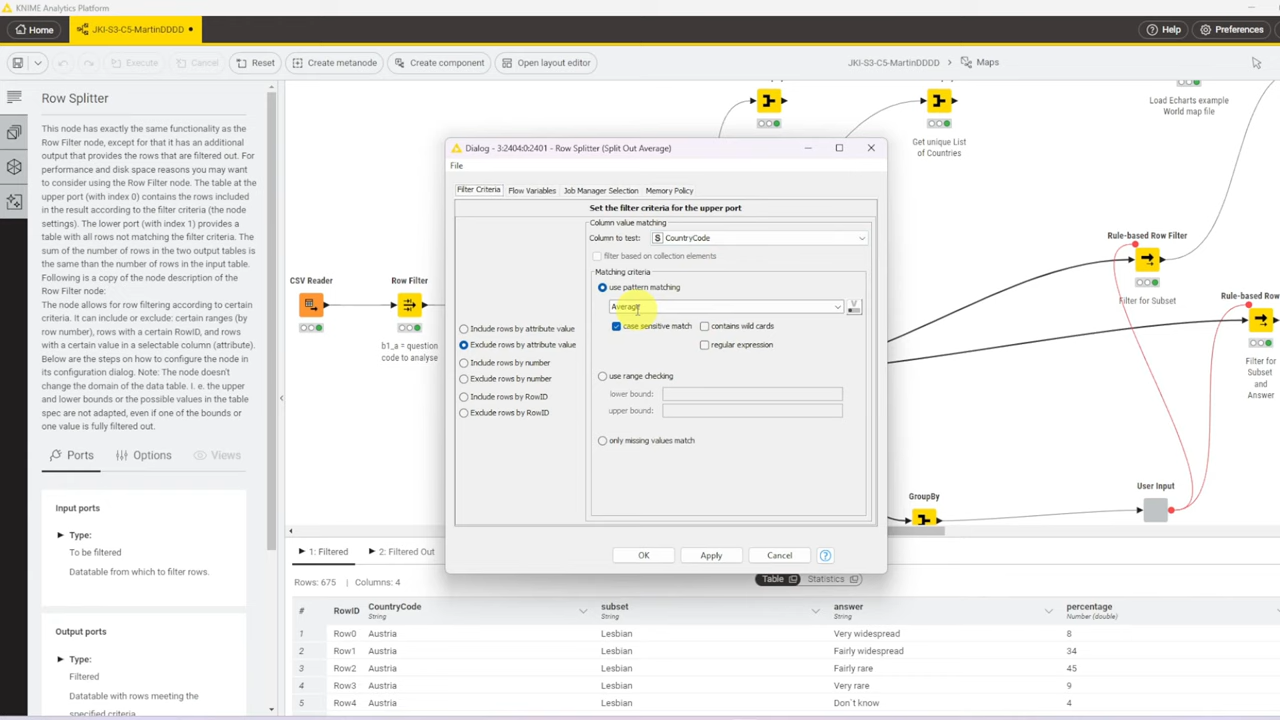 KNIME Analytics Platform
Home
JKI-S3-C5-MartinDDDD
Help
Preferences
Execute
Cancel
Reset
Create metanode
Create component
Open layout editor
JKI-S3-C5-MartinDDDD
Maps
Row Splitter
This node has exactly the same functionality as the
Row Filter node, except for that it has an additional
output that provides the rows that are filtered out. For
performance and disk space reasons you may want
to consider using the Row Filter node. The table at the
upper port (with index 0) contains the rows included
in the result according to the filter criteria (the node
settings). The lower port (with index 1) provides a
table with all rows not matching the filter criteria. The
sum of the number of rows in the two output tables is
the same than the number of rows in the input table.
Following is a copy of the node description of the
Row Filter node:
The node allows for row filtering according to certain
criteria. It can include or exclude: certain ranges (by
row number), rows with a certain RowID, and rows
with a certain value in a selectable column (attribute).
Below are the steps on how to configure the node in
its configuration dialog. Note: The node doesn't
change the domain of the data table. i. e. the upper
and lower bounds or the possible values in the table
spec are not adapted, even if one of the bounds or
one value is fully filtered out.
Ports
Options
Views
Input ports
Type:
To be filtered
Datatable from which to filter rows.
Output ports
Type:
Filtered
Datatable with rows meeting the
specified criteria
CSV Reader
Row Filter
b1_a = question
code to analyse
Get unique List
of Countries
Load Echarts example
World map file
Rule-based Row Filter
Filter for Subset
Rule-based Row
Filter for
Subset
and
Answer
User Input
GroupBy
Dialog - 3:2404:0:2401 - Row Splitter (Split Out Average)
File
Filter Criteria
Flow Variables
Job Manager Selection
Memory Policy
Set the filter criteria for the upper port
Column value matching
Column to test:
S
CountryCode
filter based on collection elements
Matching criteria
use pattern matching
Average
case sensitive match
contains wild cards
regular expression
use range checking
lower bound:
upper bound:
only missing values match
Include rows by attribute value
Exclude rows by attribute value
Include rows by number
Exclude rows by number
Include rows by RowID
Exclude rows by RowID
OK
Apply
Cancel
?
1: Filtered
2: Filtered Out
Rows: 675 | Columns: 4
Table
Statistics
# RowID CountryCode subset answer percentage
String String String Number (double)
1 Row0 Austria Lesbian Very widespread 8
2 Row1 Austria Lesbian Fairly widespread 34
3 Row2 Austria Lesbian Fairly rare 45
4 Row3 Austria Lesbian Very rare 9
5 Row4 Austria Lesbian Don`t know 4